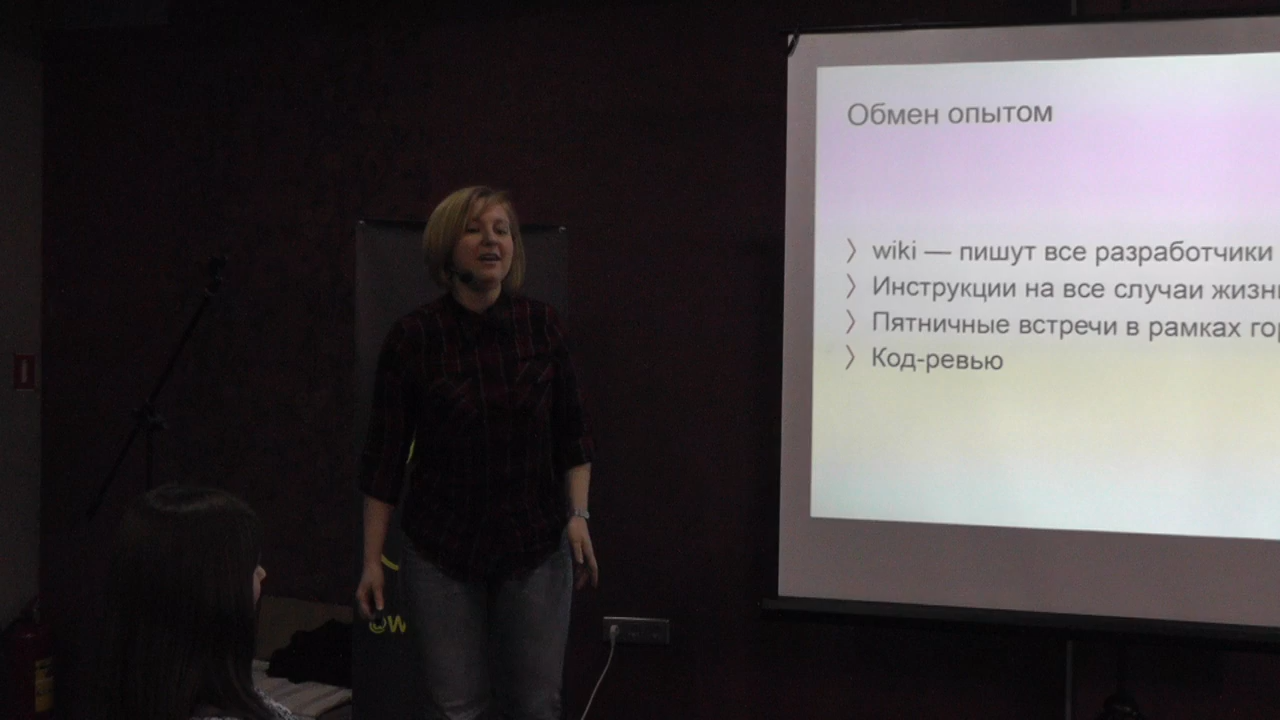 Обмен опытом
〉 wiki — пишут все разработчики
〉 Инструкции на все случаи
〉 Пятничные встречи в рамках
〉 Код-ревью